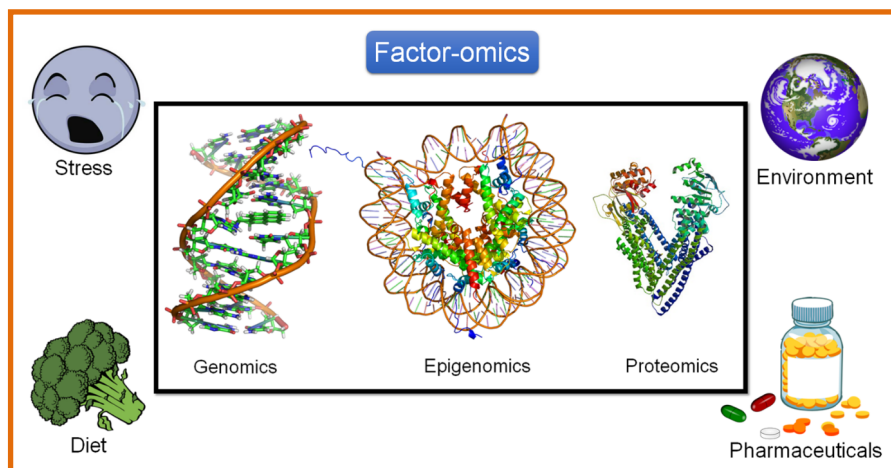 Factor-omics
Stress
Environment
Genomics
Epigenomics
Proteomics
Diet
Pharmaceuticals